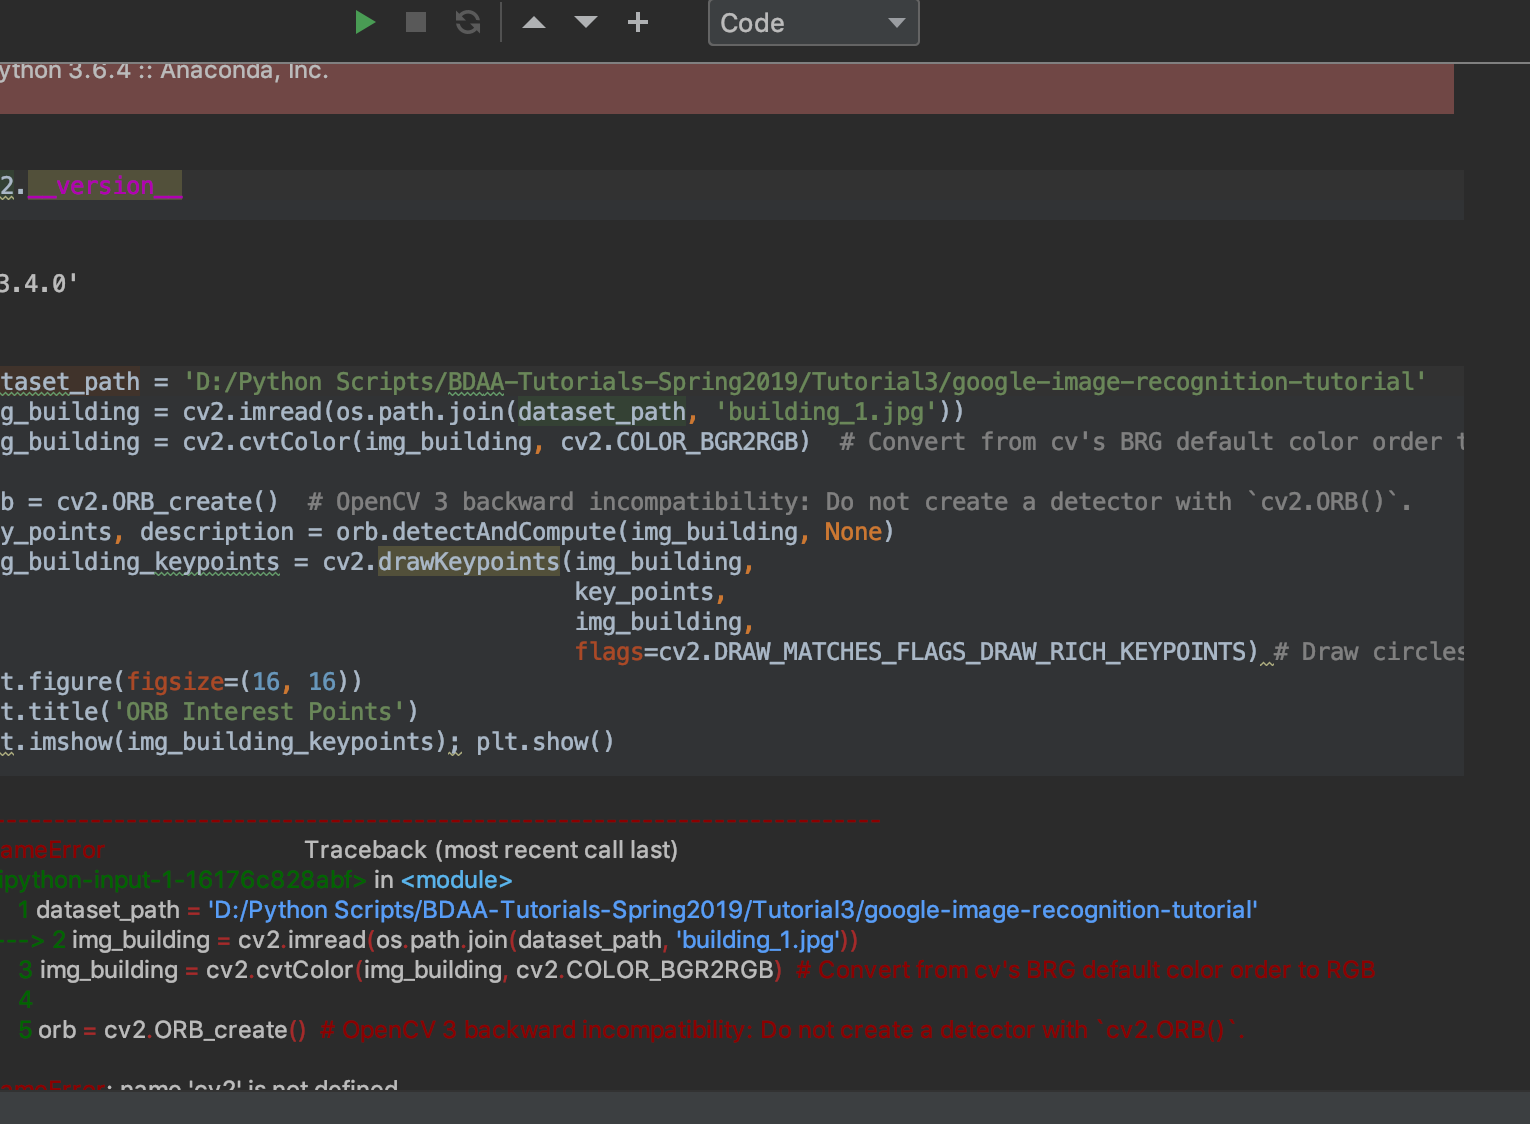 Code
ython 3.6.4 :: Anaconda, Inc.
2.__version__
3.4.0'
taset_path = 'D:/Python Scripts/BDAA-Tutorials-Spring2019/Tutorial3/google-image-recognition-tutorial'
g_building = cv2.imread(os.path.join(dataset_path, 'building_1.jpg'))
g_building = cv2.cvtColor(img_building, cv2.COLOR_BGR2RGB)  # Convert from cv's BRG default color order t
b = cv2.ORB_create()  # OpenCV 3 backward incompatibility: Do not create a detector with `cv2.ORB()`.
y_points, description = orb.detectAndCompute(img_building, None)
g_building_keypoints = cv2.drawKeypoints(img_building,
key_points,
img_building,
flags=cv2.DRAW_MATCHES_FLAGS_DRAW_RICH_KEYPOINTS) # Draw circles
t.figure(figsize=(16, 16))
t.title('ORB Interest Points')
t.imshow(img_building_keypoints); plt.show()
---------------------------------------------------------------------------
ameError Traceback (most recent call last)
ipython-input-1-16176c828abf> in <module>
1 dataset_path = 'D:/Python Scripts/BDAA-Tutorials-Spring2019/Tutorial3/google-image-recognition-tutorial'
---> 2 img_building = cv2.imread(os.path.join(dataset_path, 'building_1.jpg'))
3 img_building = cv2.cvtColor(img_building, cv2.COLOR_BGR2RGB)  # Convert from cv's BRG default color order to RGB
4
5 orb = cv2.ORB_create()  # OpenCV 3 backward incompatibility: Do not create a detector with `cv2.ORB()`.
ameError: name 'cv2' is not defined